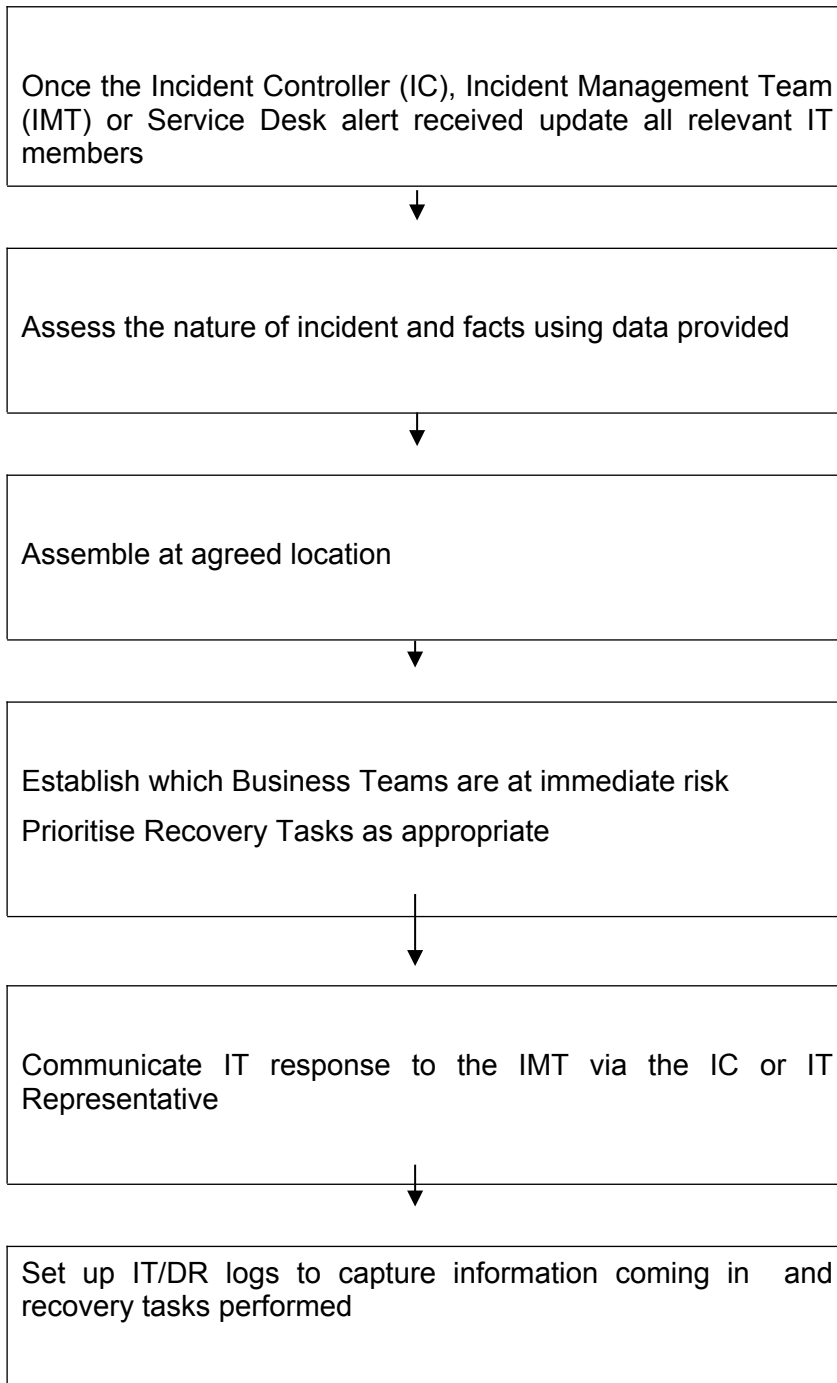 Once the Incident Controller (IC), Incident Management Team
(IMT) or Service Desk alert received update all relevant IT
members
Assess the nature of incident and facts using data provided
Assemble at agreed location
Establish which Business Teams are at immediate risk
Prioritise Recovery Tasks as appropriate
Communicate IT response to the IMT via the IC or IT
Representative
Set up IT/DR logs to capture information coming in and
recovery tasks performed